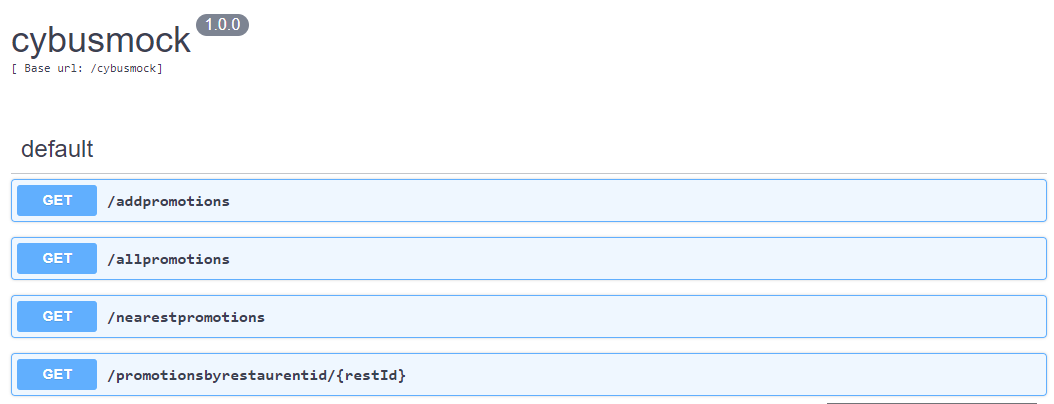 cybusmock 1.0.0
[ Base url: /cybusmock]
default
GET /addpromotions
GET /allpromotions
GET /nearestpromotions
GET /promotionsbyrestaurentid/{restId}